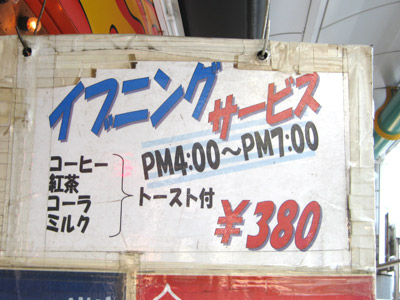 イブニング
サービス
PM4:00〜PM7:00
コーヒー
紅茶
コーラ
ミルク
トースト付
￥380